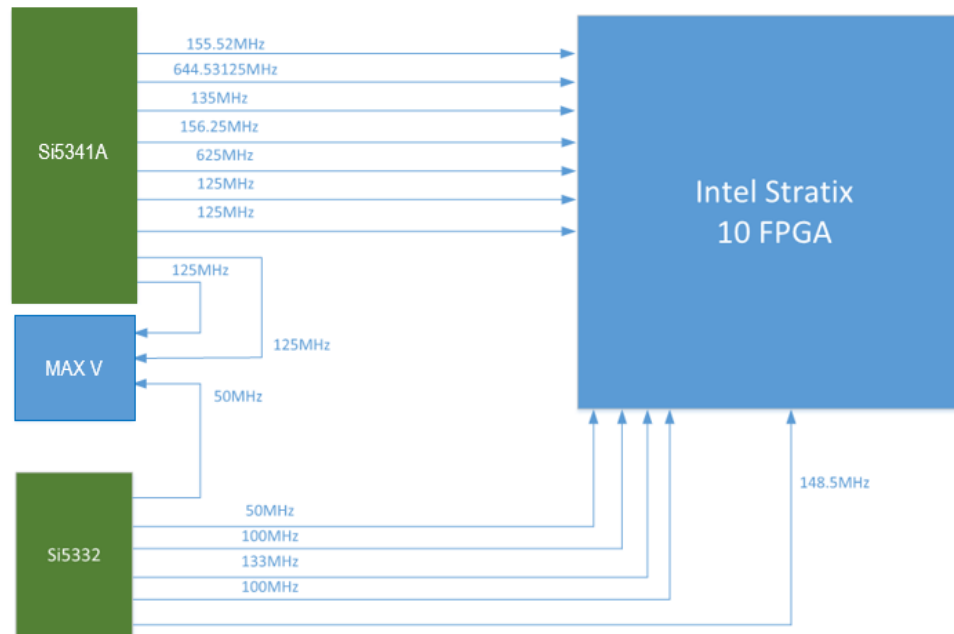 155.52MHz
644.53125MHz
135MHz
156.25MHz
625MHz
125MHz
125MHz
Si5341A
Intel Stratix
10 FPGA
125MHz
125MHz
MAX V
50MHz
148.5MHz
50MHz
100MHz
133MHz
100MHz
Si5332